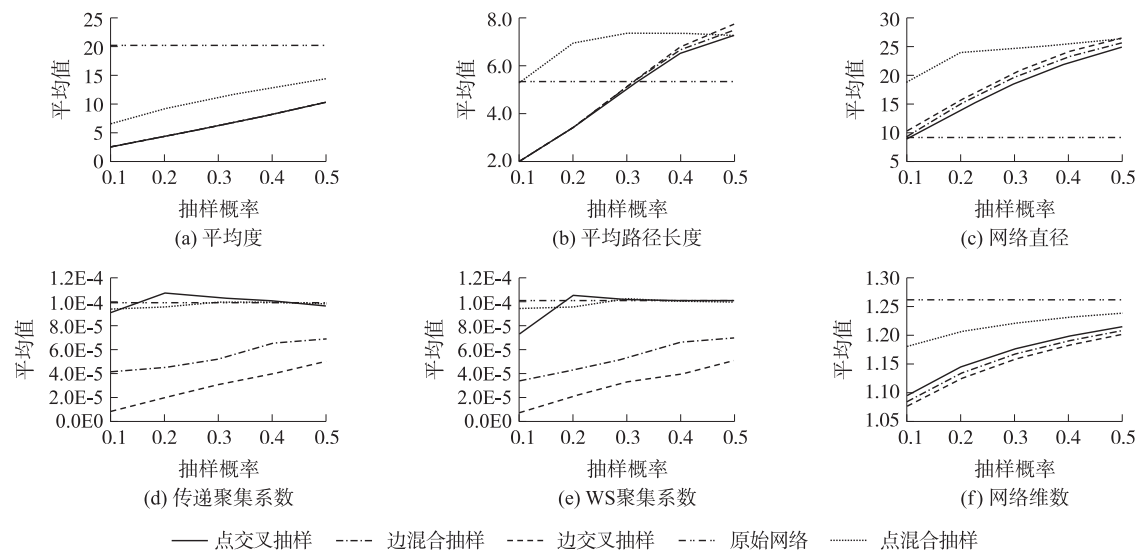 平均值
25
20
15
10
5
0
0.1 0.2 0.3 0.4 0.5
抽样概率
(a) 平均度
平均值
8.0
6.0
4.0
2.0
0.1 0.2 0.3 0.4 0.5
抽样概率
(b) 平均路径长度
平均值
30
25
20
15
10
5
0.1 0.2 0.3 0.4 0.5
抽样概率
(c) 网络直径
平均值
1.2E-4
1.0E-4
8.0E-5
6.0E-5
4.0E-5
2.0E-5
0.0E0
0.1 0.2 0.3 0.4 0.5
抽样概率
(d) 传递聚集系数
平均值
1.2E-4
1.0E-4
8.0E-5
6.0E-5
4.0E-5
2.0E-5
0.0E0
0.1 0.2 0.3 0.4 0.5
抽样概率
(e) WS聚集系数
平均值
1.30
1.25
1.20
1.15
1.10
1.05
0.1 0.2 0.3 0.4 0.5
抽样概率
(f) 网络维数
点交叉抽样 边混合抽样 边交叉抽样 原始网络 点混合抽样